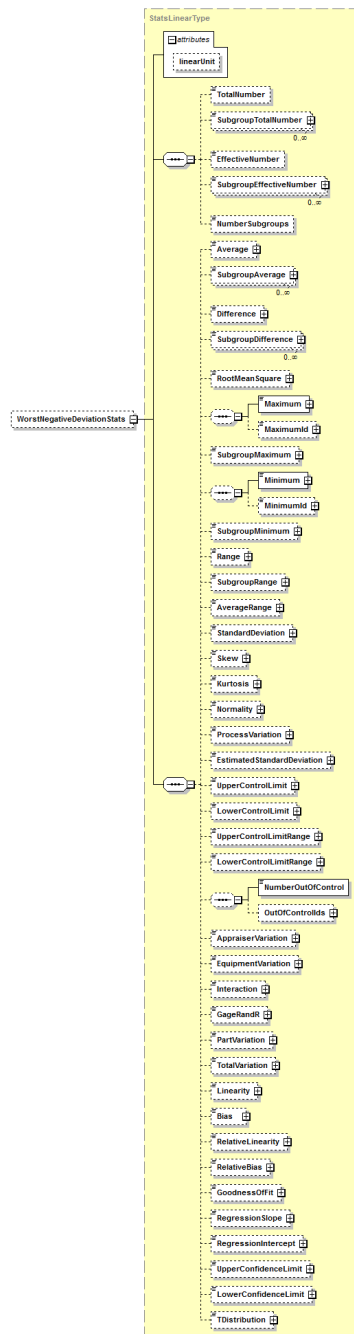 StatsLinearType
attributes
linearUnit
TotalNumber
SubgroupTotalNumber
0..∞
EffectiveNumber
SubgroupEffectiveNumber
0..∞
NumberSubgroups
Average
SubgroupAverage
0..∞
Difference
SubgroupDifference
0..∞
RootMeanSquare
Maximum
WorstNegativeDeviationStats
MaximumId
SubgroupMaximum
Minimum
MinimumId
SubgroupMinimum
Range
SubgroupRange
AverageRange
StandardDeviation
Skew
Kurtosis
Normality
ProcessVariation
EstimatedStandardDeviation
UpperControlLimit
LowerControlLimit
UpperControlLimitRange
LowerControlLimitRange
NumberOutOfControl
OutOfControlIds
AppraiserVariation
EquipmentVariation
Interaction
GageRandR
PartVariation
TotalVariation
Linearity
Bias
RelativeLinearity
RelativeBias
GoodnessOfFit
RegressionSlope
RegressionIntercept
UpperConfidenceLimit
LowerConfidenceLimit
TDistribution